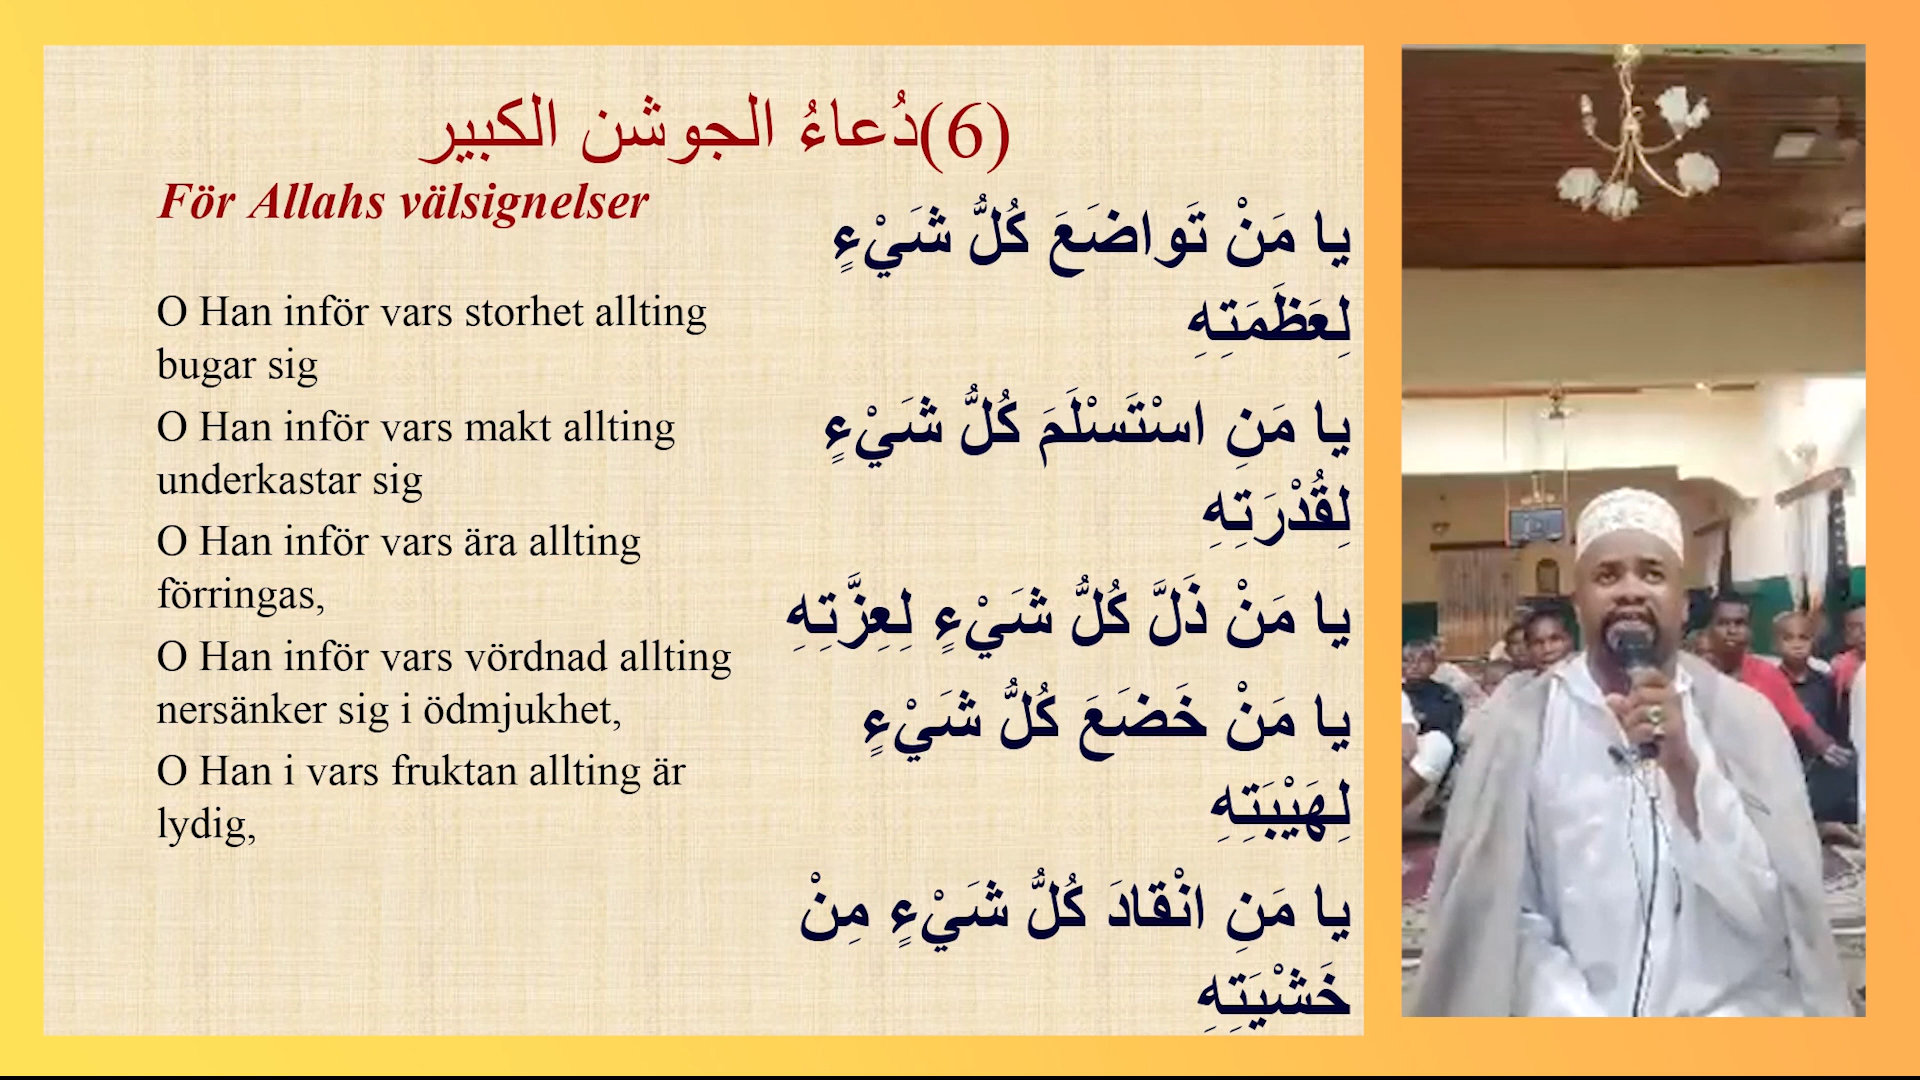 (6)دُعاءُ الجوشن الكبير
För Allahs välsignelser
O Han inför vars storhet allting
bugar sig
O Han inför vars makt allting
underkastar sig
O Han inför vars ära allting
förringas,
O Han inför vars vördnad allting
nersänker sig i ödmjukhet,
O Han i vars fruktan allting är
lydig,
يا مَنْ تَواضَعَ كُلُّ شَيْءٍ
لِعَظَمَتِهِ
يا مَنِ اسْتَسْلَمَ كُلُّ شَيْءٍ
لِقُدْرَتِهِ
يا مَنْ ذَلَّ كُلُّ شَيْءٍ لِعِزَّتِهِ
يا مَنْ خَضَعَ كُلُّ شَيْءٍ
لِهَيْبَتِهِ
يا مَنِ انْقادَ كُلُّ شَيْءٍ مِنْ
خَشْيَتِهِ